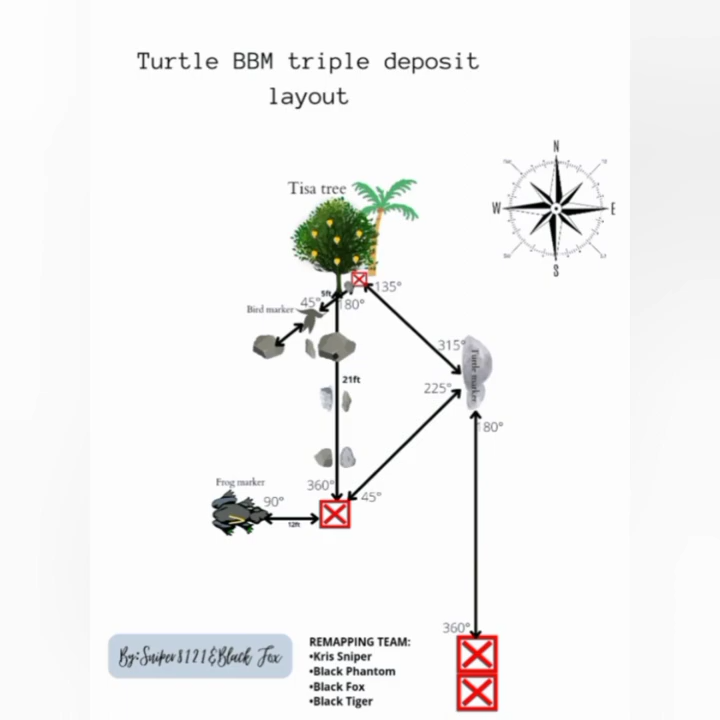 Turtle BBM triple deposit
layout
N
W
E
S
Tisa tree
135°
5ft
45°
180°
Bird marker
315°
Turtle marker
21ft
225°
180°
Frog marker
360°
90°
45°
12ft
360°
By:Sniper8121&Black Fox
REMAPPING TEAM:
•Kris Sniper
•Black Phantom
•Black Fox
•Black Tiger